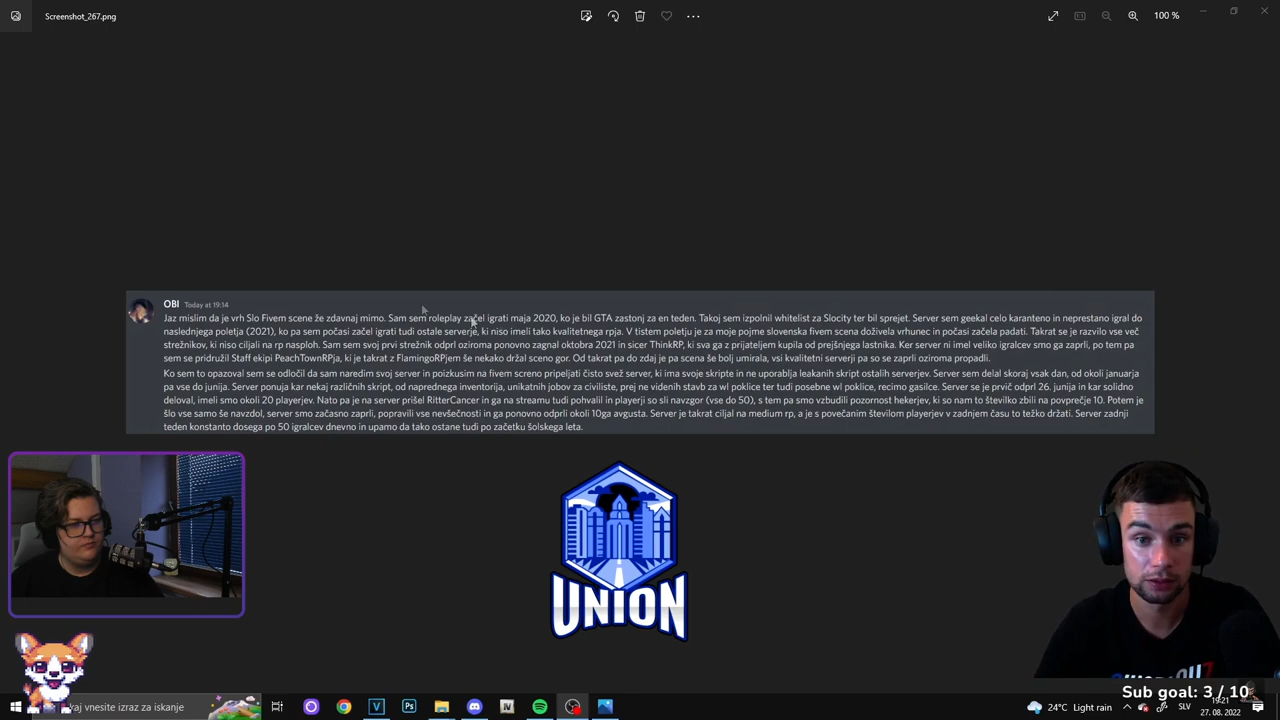 Screenshot_267.png
100 %
OBI Today at 19:14
Jaz mislim da je vrh Slo Fivem scene že zdavnaj mimo. Sam sem roleplay začel igrati maja 2020, ko je bil GTA zastonj za en teden. Takoj sem izpolnil whitelist za Slocity ter bil sprejet. Server sem geekal celo karanteno in neprestano igral do
naslednjega poletja (2021), ko pa sem počasi začel igrati tudi ostale serverje, ki niso imeli tako kvalitetnega rpja. V tistem poletju je za moje pojme slovenska fivem scena doživela vrhunec in počasi začela padati. Takrat se je razvilo vse več
strežnikov, ki niso ciljali na rp nasploh. Sam sem svoj prvi strežnik odprl oziroma ponovno zagnal oktobra 2021 in sicer ThinkRP, ki sva ga z prijateljem kupila od prejšnjega lastnika. Ker server ni imel veliko igralcev smo ga zaprli, po tem pa
sem se pridružil Staff ekipi PeachTownRPja, ki je takrat z FlamingoRPjem še nekako držal sceno gor. Od takrat pa do zdaj je pa scena še bolj umirala, vsi kvalitetni serverji pa so se zaprli oziroma propadli.
Ko sem to opazoval sem se odločil da sam naredim svoj server in poizkusim na fivem screno pripeljati čisto svež server, ki ima svoje skripte in ne uporablja leakanih skript ostalih serverjev. Server sem delal skoraj vsak dan, od okoli januarja
pa vse do junija. Server ponuja kar nekaj različnih skript, od naprednega inventorija, unikatnih jobov za civiliste, prej ne videnih stavb za wl poklice ter tudi posebne wl poklice, recimo gasilce. Server se je prvič odprl 26. junija in kar solidno
deloval, imeli smo okoli 20 playerjev. Nato pa je na server prišel RitterCancer in ga na streamu tudi pohvalil in playerji so sli navzgor (vse do 50), s tem pa smo vzbudili pozornost hekerjev, ki so nam to številko zbili na povprečje 10. Potem je
šlo vse samo še navzdol, server smo začasno zaprli, popravili vse nevšečnosti in ga ponovno odprli okoli 10ga avgusta. Server je takrat ciljal na medium rp, a je s povečanim številom playerjev v zadnjem času to težko držati. Server zadnji
teden konstanto dosega po 50 igralcev dnevno in upamo da tako ostane tudi po začetku šolskega leta.
UNION
Sub goal: 3 / 10
kaj vnesite izraz za iskanje
24°C Light rain
SLV
19:21
27. 08. 2022